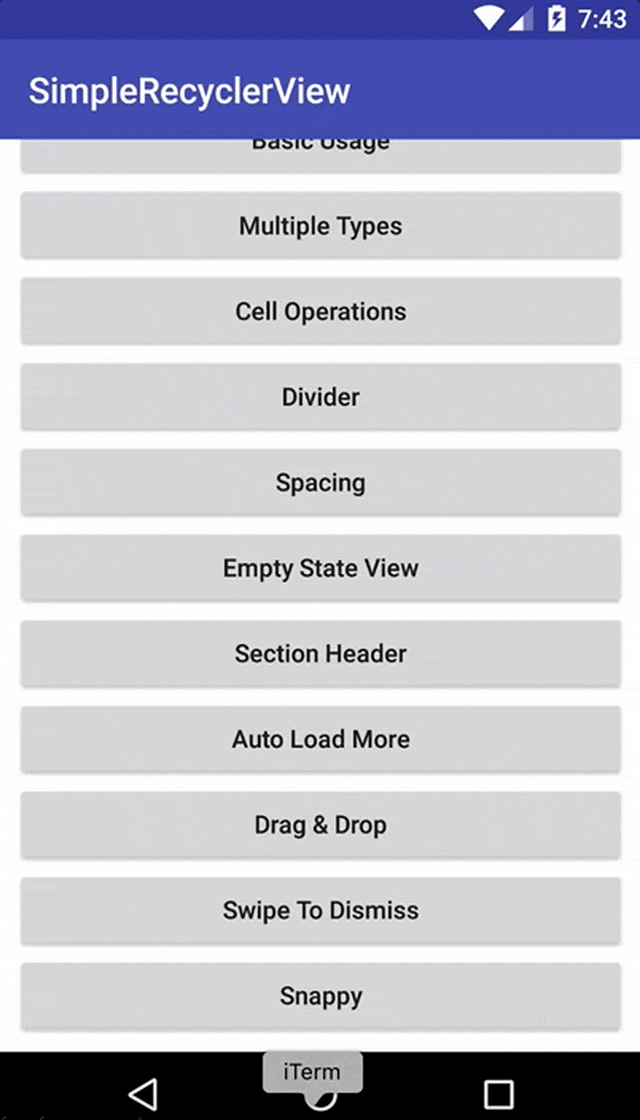 7:43
SimpleRecyclerView
Basic Usage
Multiple Types
Cell Operations
Divider
Spacing
Empty State View
Section Header
Auto Load More
Drag & Drop
Swipe To Dismiss
Snappy
iTerm